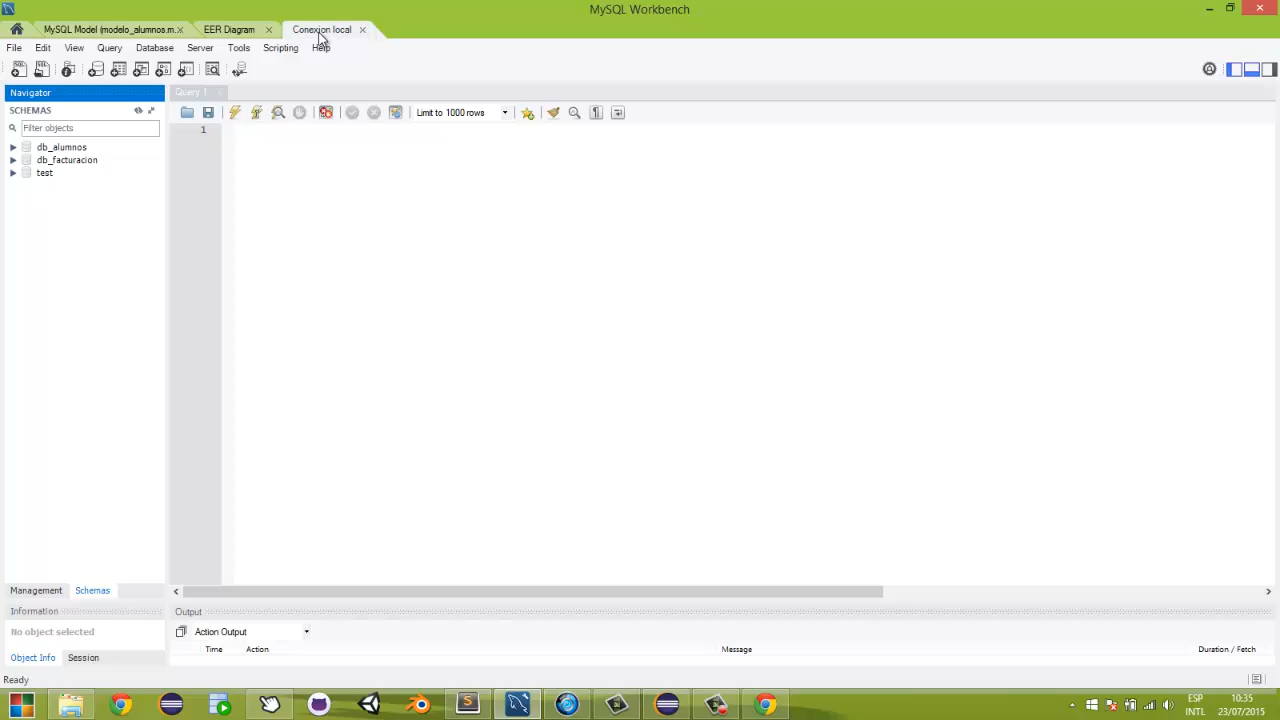 MySQL Workbench
MySQL Model (modelo_alumnos.m... EER Diagram Conexion local
File Edit View Query Database Server Tools Scripting Help
Navigator
Query 1
SCHEMAS
Limit to 1000 rows
Filter objects
1
db_alumnos
db_facturacion
test
Management Schemas
Information
Output
No object selected
Action Output
Time Action Message Duration / Fetch
Object Info Session
Ready
ESP 10:35
INTL 23/07/2015